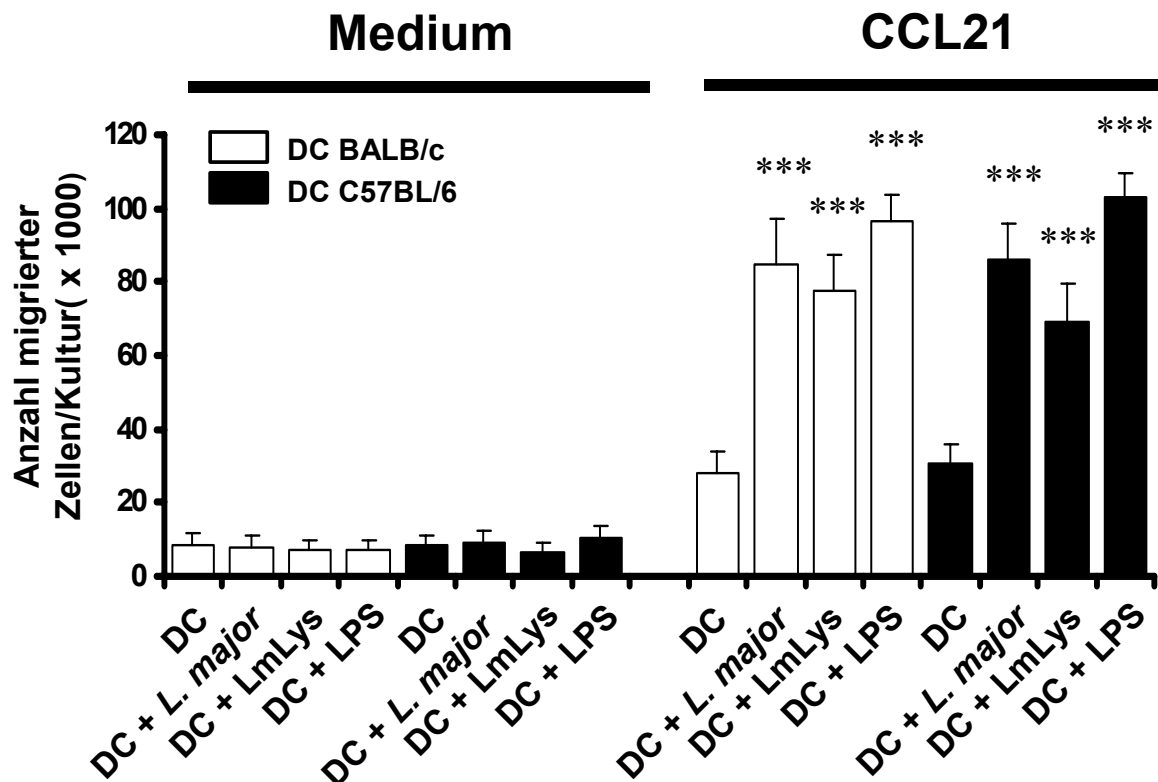 Medium
CCL21
DC BALB/c
DC C57BL/6
Anzahl migrierter
Zellen/Kultur( x 1000)
120
100
80
60
40
20
0
***
***
***
***
***
***
DC
DC + L. major
DC + LmLys
DC + LPS
DC
DC + L. major
DC + LmLys
DC + LPS
DC
DC + L. major
DC + LmLys
DC + LPS
DC
DC + L. major
DC + LmLys
DC + LPS